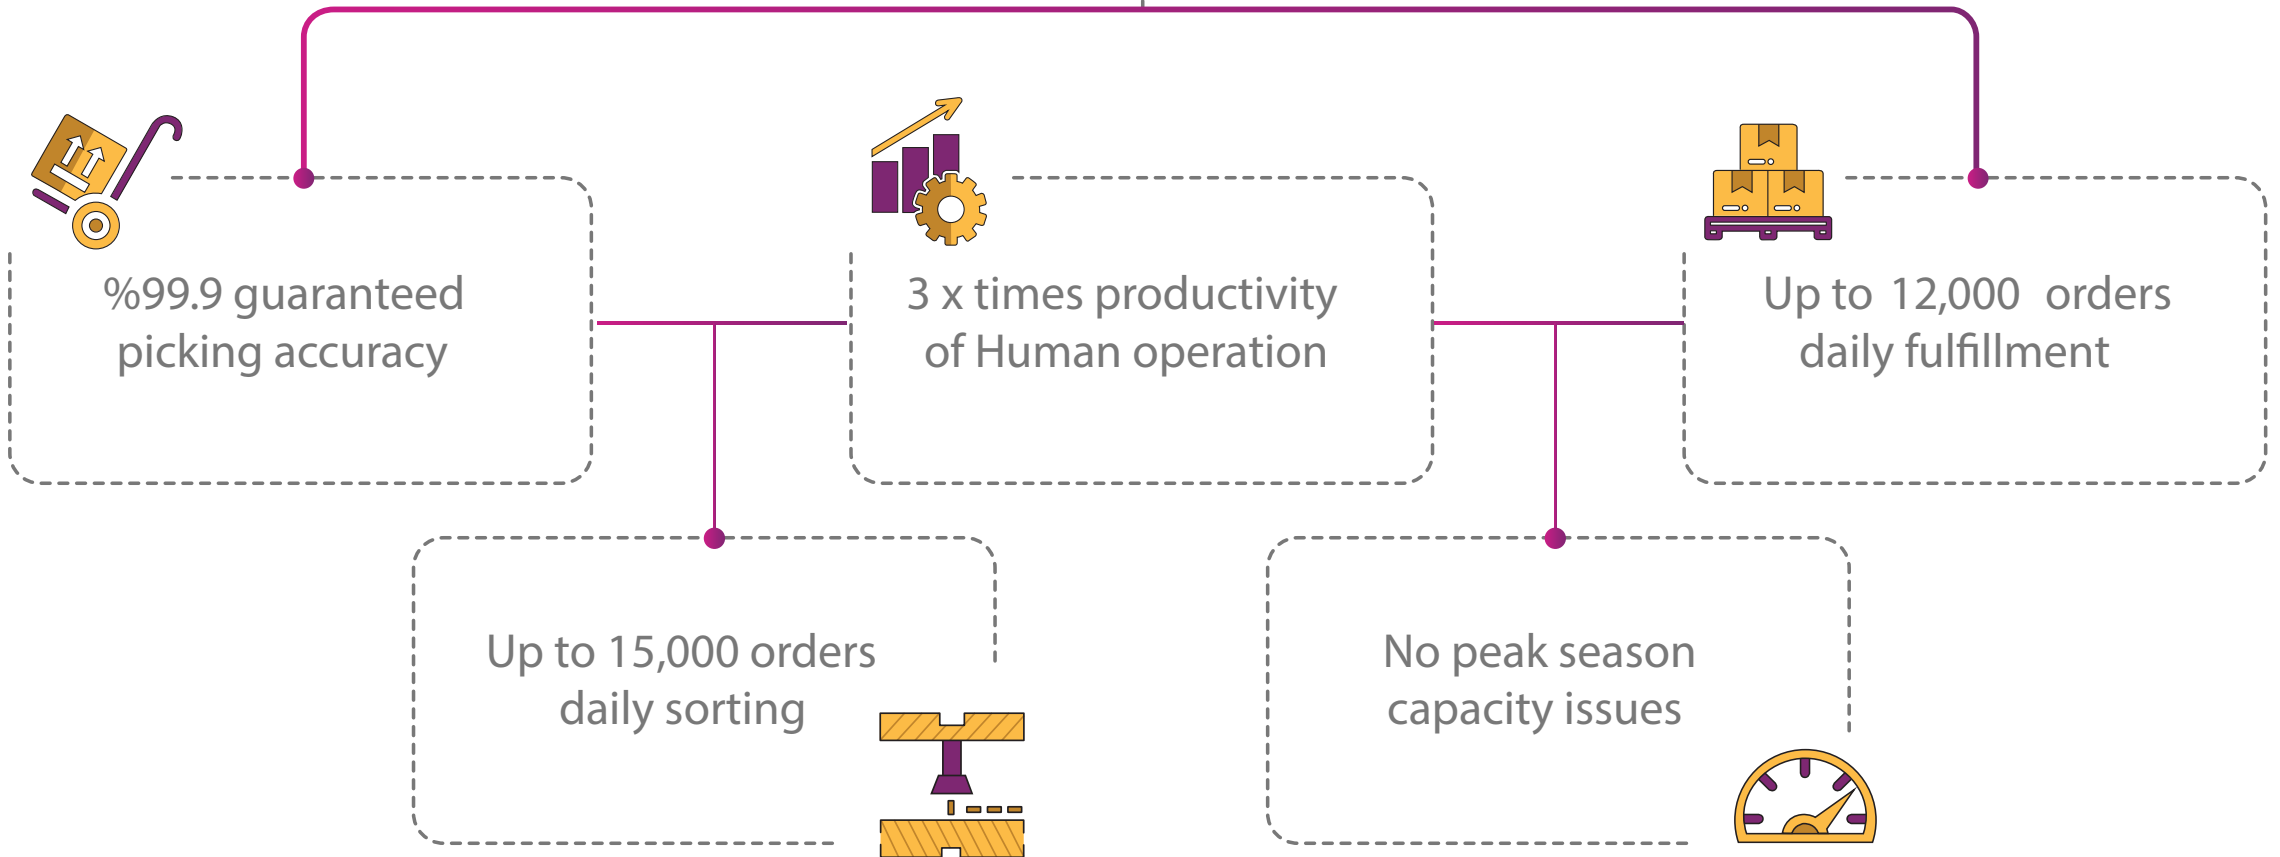 %99.9 guaranteed
picking accuracy
3 x times productivity
of Human operation
Up to 12,000 orders
daily fulfillment
Up to 15,000 orders
daily sorting
No peak season
capacity issues